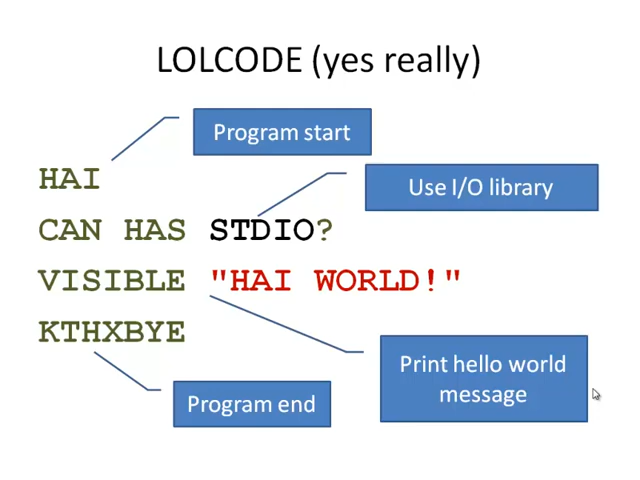 LOLCODE (yes really)
Program start
HAI
Use I/O library
CAN HAS STDIO?
VISIBLE "HAI WORLD!"
KTHXBYE
Print hello world
message
Program end